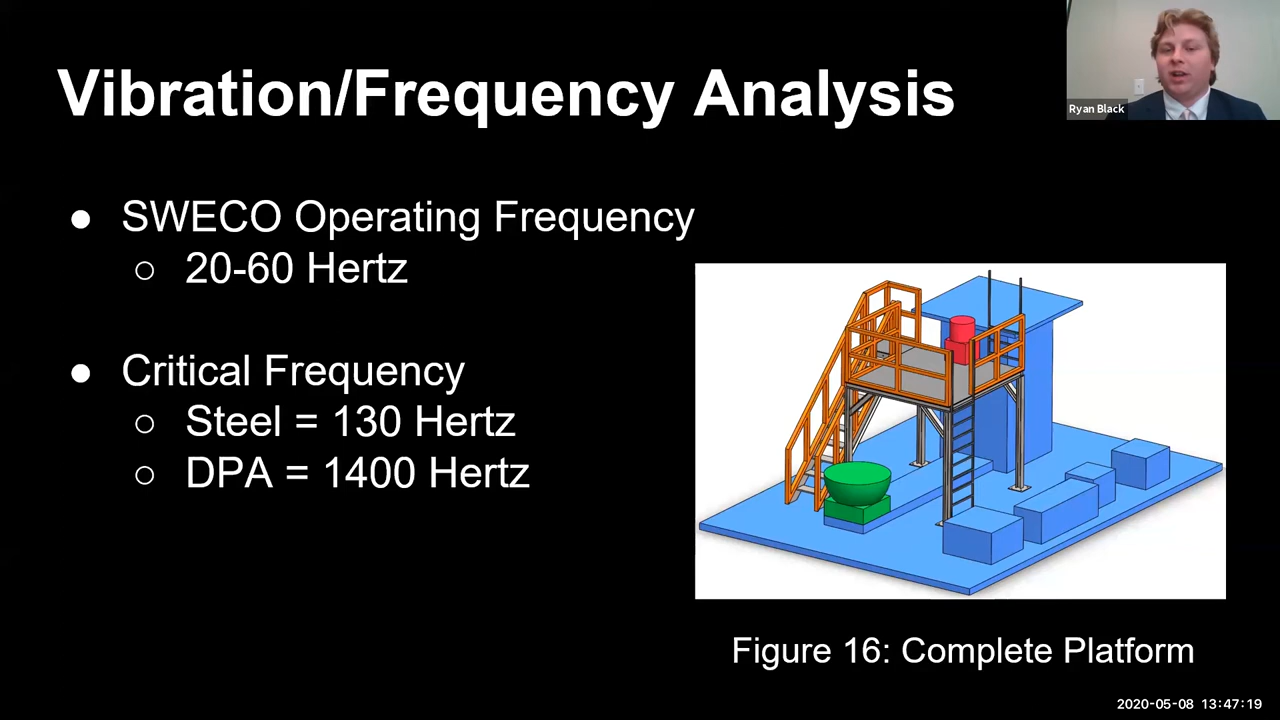 Vibration/Frequency Analysis
Ryan Black
● SWECO Operating Frequency
○ 20-60 Hertz
● Critical Frequency
○ Steel = 130 Hertz
○ DPA = 1400 Hertz
Figure 16: Complete Platform
2020-05-08 13:47:19